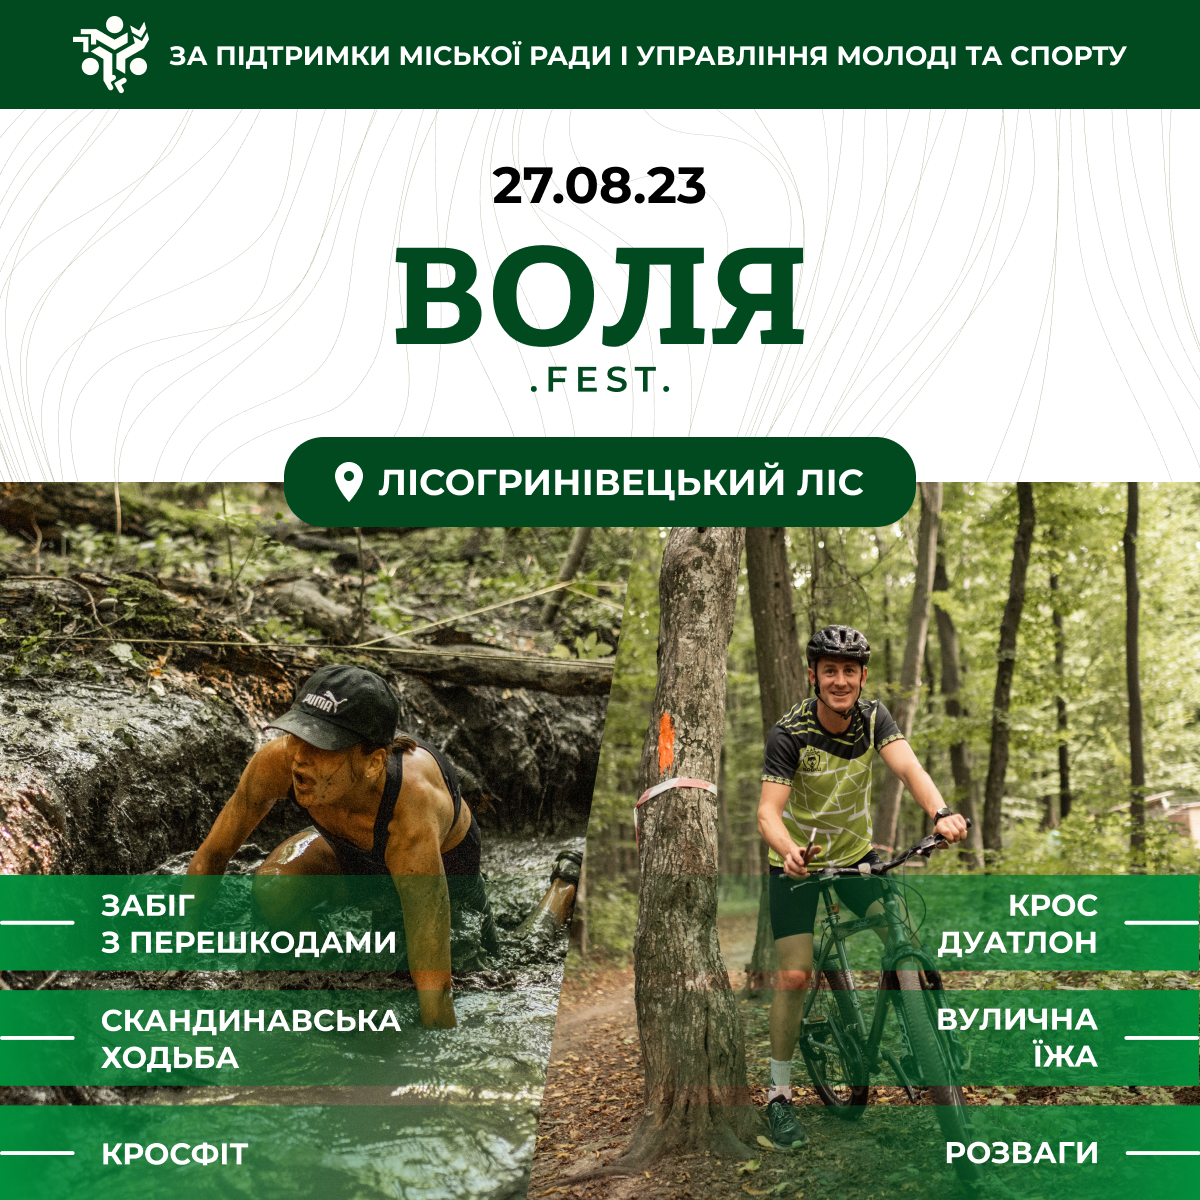 ЗА ПІДТРИМКИ МІСЬКОЇ РАДИ І УПРАВЛІННЯ МОЛОДІ ТА СПОРТУ
27.08.23
ВОЛЯ
.FEST.
ЛІСОГРИНІВЕЦЬКИЙ ЛІС
PUMA
ЗАБІГ
З ПЕРЕШКОДАМИ
СКАНДИНАВСЬКА
ХОДЬБА
КРОСФІТ
КРОС
ДУАТЛОН
ВУЛИЧНА
ЇЖА
РОЗВАГИ